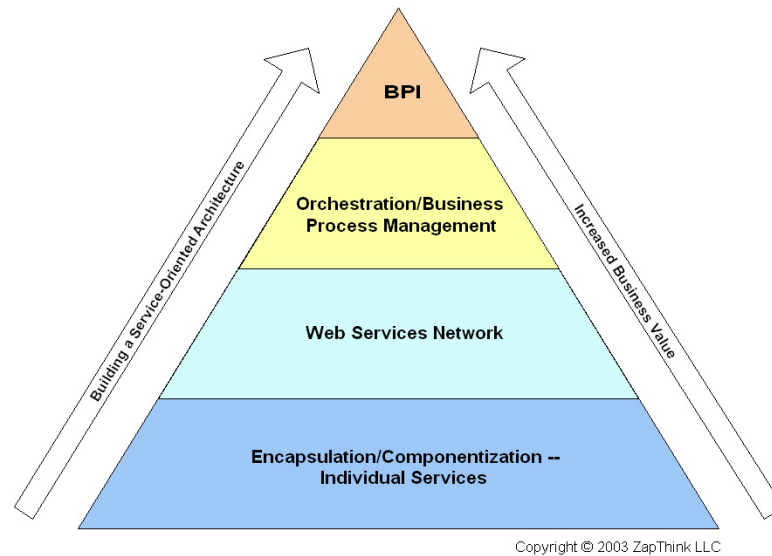 BPI
Orchestration/Business
Process Management
Web Services Network
Encapsulation/Componentization --
Individual Services
Building a Service-Oriented Architecture
Increased Business Value
Copyright © 2003 ZapThink LLC